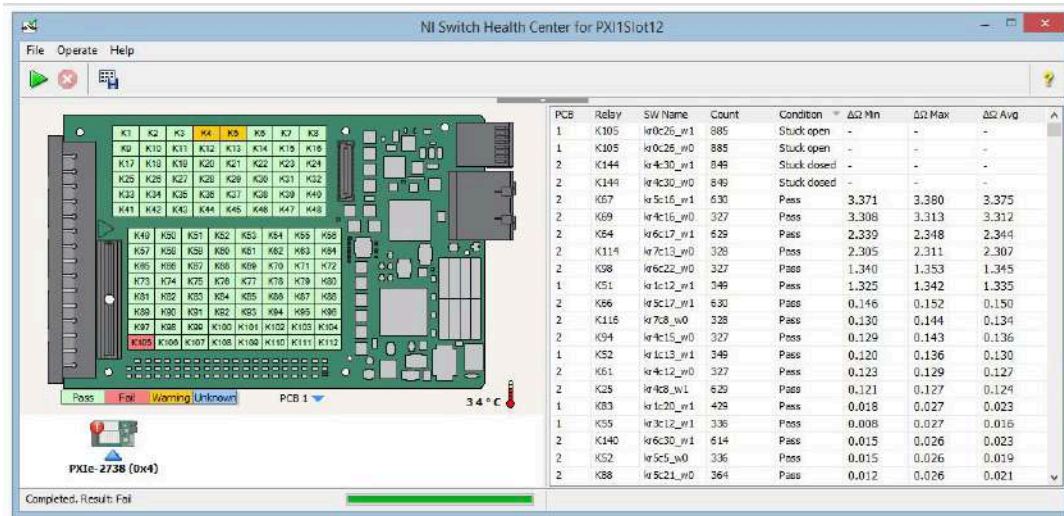 NI Switch Health Center for PXI1Slot12
File Operate Help
K1 K2 K3 K4 K5 K6 K7 K8
K9 K10 K11 K12 K13 K14 K15 K16
K17 K18 K19 K20 K21 K22 K23 K24
K25 K26 K27 K28 K29 K30 K31 K32
K33 K34 K35 K36 K37 K38 K39 K40
K41 K42 K43 K44 K45 K46 K47 K48
K49 K50 K51 K52 K53 K54 K55 K56
K57 K58 K59 K60 K61 K62 K63 K64
K65 K66 K67 K68 K69 K70 K71 K72
K73 K74 K75 K76 K77 K78 K79 K80
K81 K82 K83 K84 K85 K86 K87 K88
K89 K90 K91 K92 K93 K94 K95 K96
K97 K98 K99 K100 K101 K102 K103 K104
K105 K106 K107 K108 K109 K110 K111 K112
Pass Fail Warning Unknown PCB 1 34°C
PXIe-2738 (0x4)
PCB Relay SW Name Count Condition ΔΩ Min ΔΩ Max ΔΩ Avg
1 K105 kr0c26_w1 885 Stuck open - - -
1 K105 kr0c26_w0 885 Stuck open - - -
2 K144 kr4c30_w1 849 Stuck closed - - -
2 K144 kr4c30_w0 849 Stuck closed - - -
2 K67 kr5c16_w1 630 Pass 3.371 3.380 3.375
2 K69 kr4c16_w0 327 Pass 3.308 3.313 3.312
2 K64 kr6c17_w1 629 Pass 2.339 2.348 2.344
2 K114 kr7c13_w0 328 Pass 2.305 2.311 2.307
2 K98 kr6c22_w0 327 Pass 1.340 1.353 1.345
1 K51 kr1c12_w1 349 Pass 1.325 1.342 1.335
2 K66 kr5c17_w1 630 Pass 0.146 0.152 0.150
2 K116 kr7c8_w0 328 Pass 0.130 0.144 0.134
2 K94 kr4c15_w0 327 Pass 0.129 0.143 0.136
1 K52 kr1c13_w1 349 Pass 0.120 0.136 0.130
2 K61 kr4c12_w0 327 Pass 0.123 0.129 0.127
2 K25 kr4c8_w1 629 Pass 0.121 0.127 0.124
1 K83 kr1c20_w1 429 Pass 0.018 0.027 0.023
1 K55 kr3c12_w1 336 Pass 0.008 0.027 0.016
2 K140 kr6c30_w1 614 Pass 0.015 0.026 0.023
2 K52 kr5c5_w0 336 Pass 0.015 0.026 0.019
2 K88 kr5c21_w0 364 Pass 0.012 0.026 0.021
Completed. Result: Fail